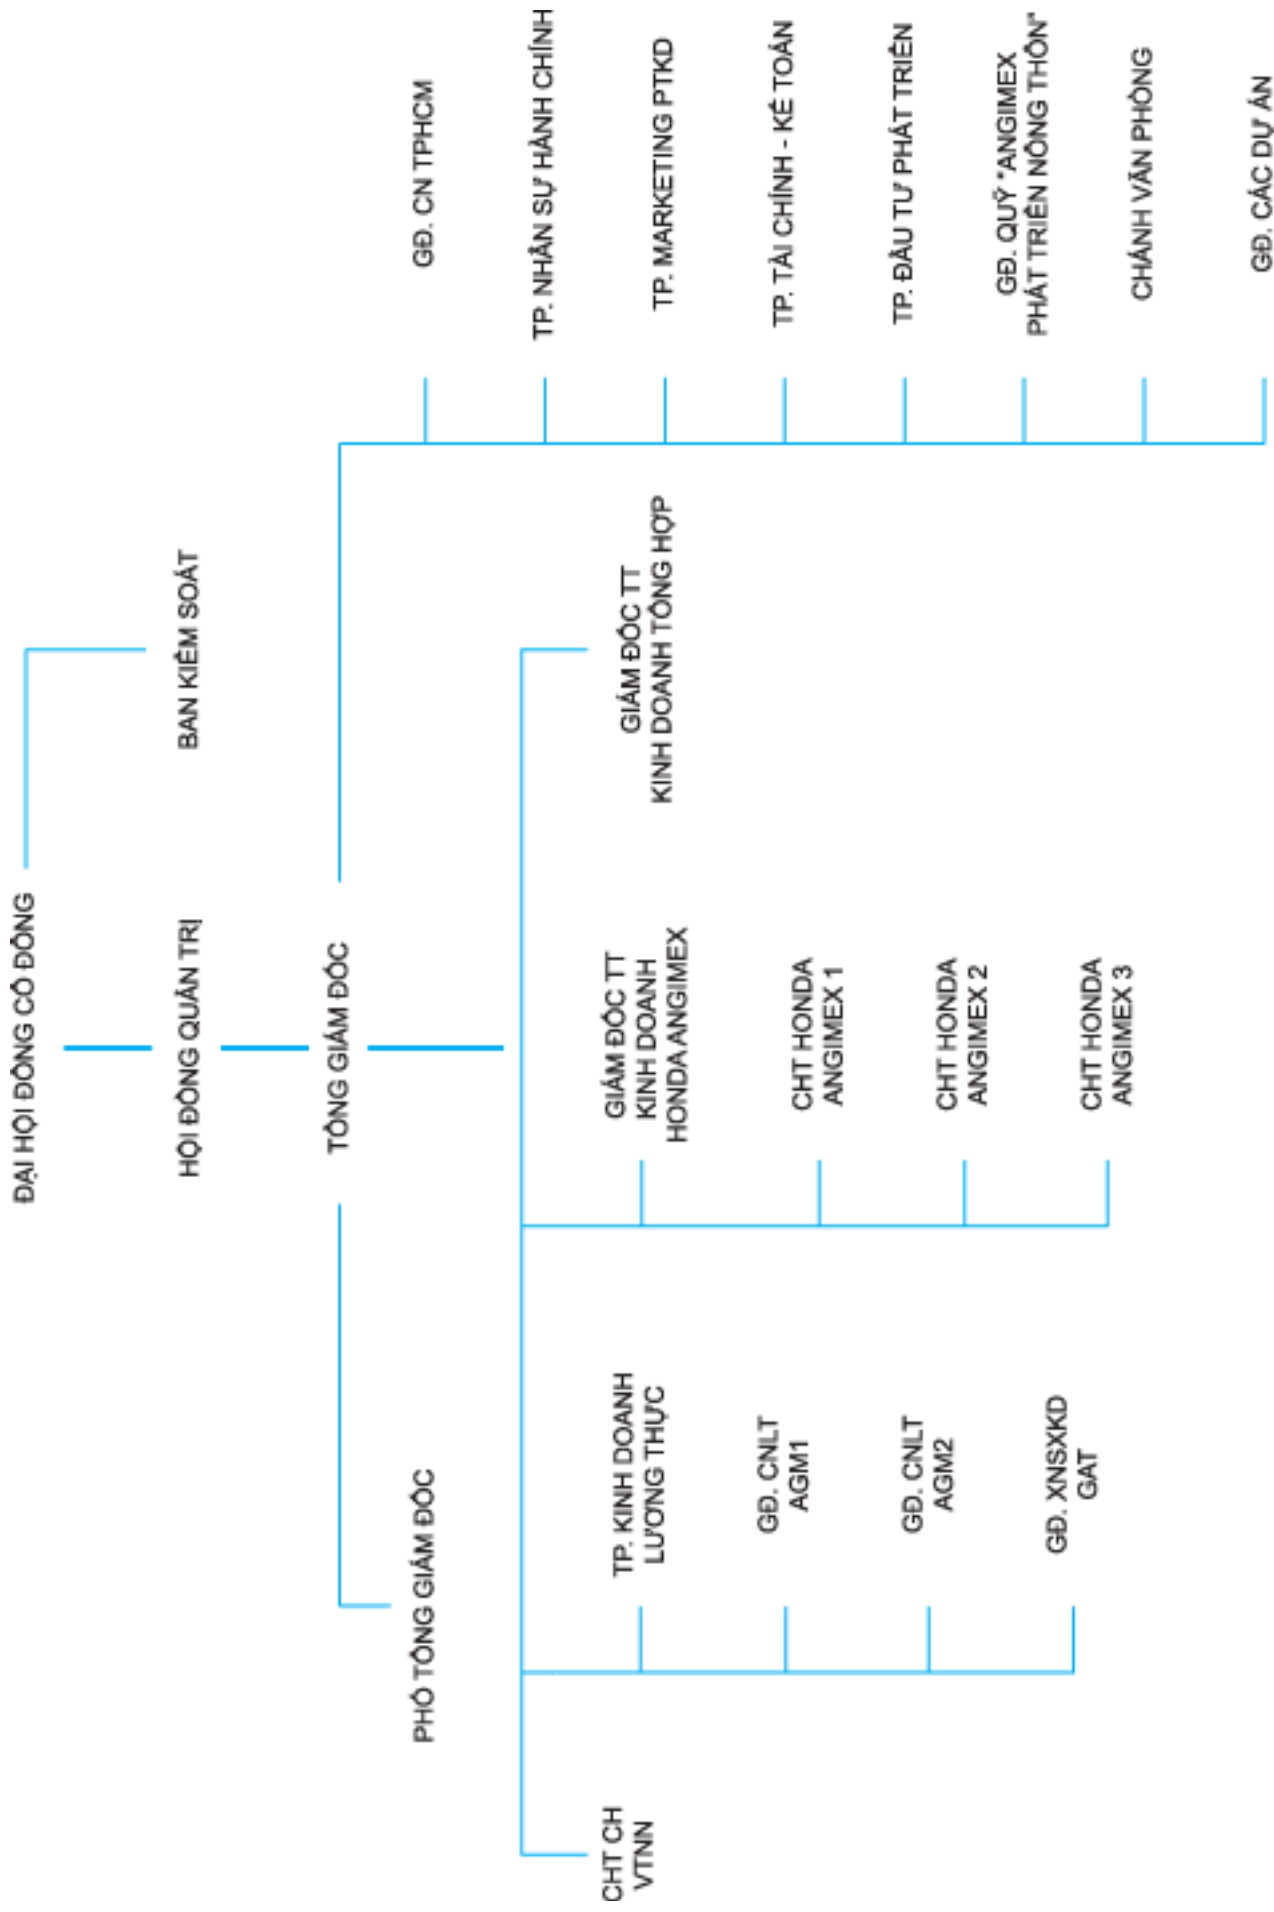 ĐẠI HỘI ĐỒNG CỔ ĐÔNG
BAN KIỂM SOÁT
HỘI ĐỒNG QUẢN TRỊ
TỔNG GIÁM ĐỐC
PHÓ TỔNG GIÁM ĐỐC
GĐ. CN TPHCM
TP. NHÂN SỰ HÀNH CHÍNH
TP. MARKETING PTKD
TP. TÀI CHÍNH - KẾ TOÁN
TP. ĐẦU TƯ PHÁT TRIỂN
GĐ. QUỸ "ANGIMEX
PHÁT TRIỂN NÔNG THÔN"
CHÁNH VĂN PHÒNG
GĐ. CÁC DỰ ÁN
CHT CH
VTNN
TP. KINH DOANH
LƯƠNG THỰC
GĐ. CNLT
AGM1
GĐ. CNLT
AGM2
GĐ. XNSXKD
GAT
GIÁM ĐỐC TT
KINH DOANH
HONDA ANGIMEX
CHT HONDA
ANGIMEX 1
CHT HONDA
ANGIMEX 2
CHT HONDA
ANGIMEX 3
GIÁM ĐỐC TT
KINH DOANH TỔNG HỢP